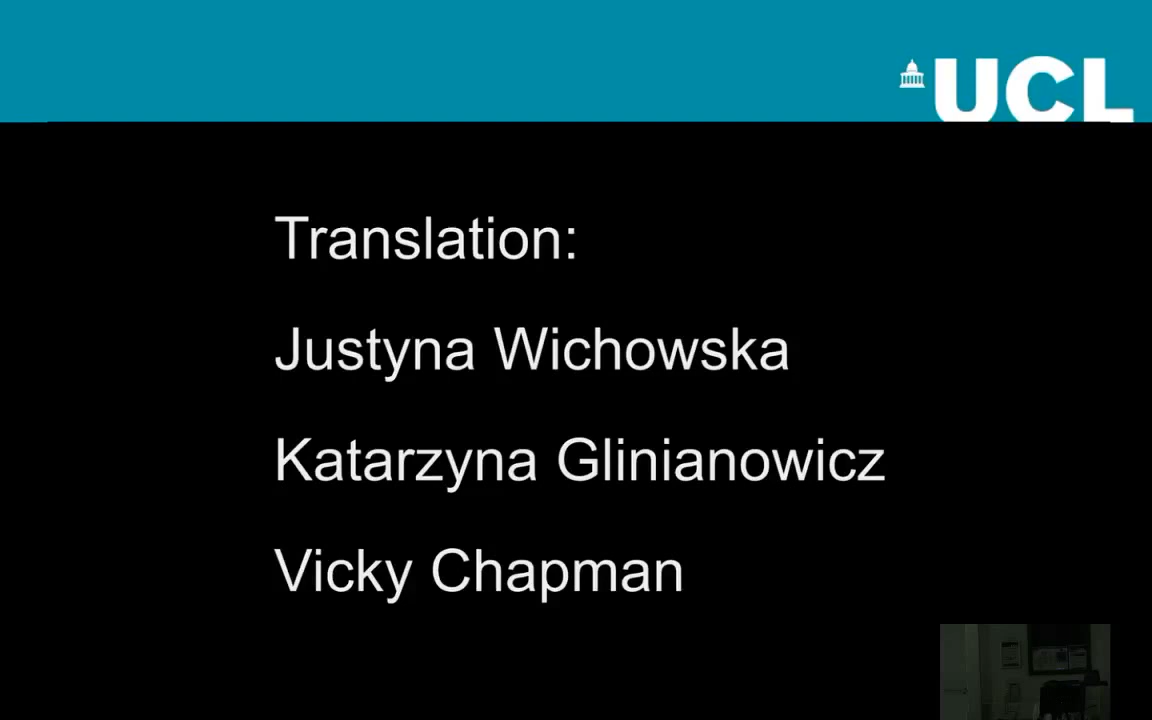 UCL
Translation:
Justyna Wichowska
Katarzyna Glinianowicz
Vicky Chapman